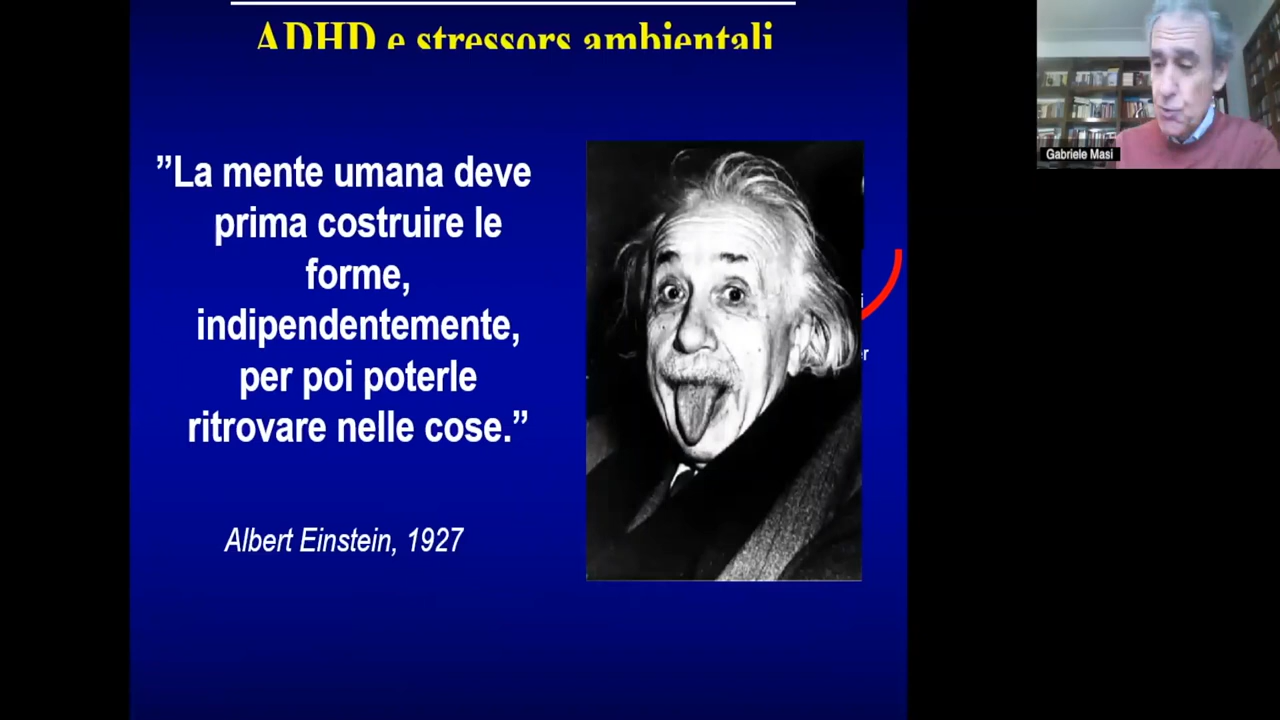 ADHD e stressors ambientali
”La mente umana deve
prima costruire le
forme,
indipendentemente,
per poi poterle
ritrovare nelle cose.”
Albert Einstein, 1927
i
er
Gabriele Masi